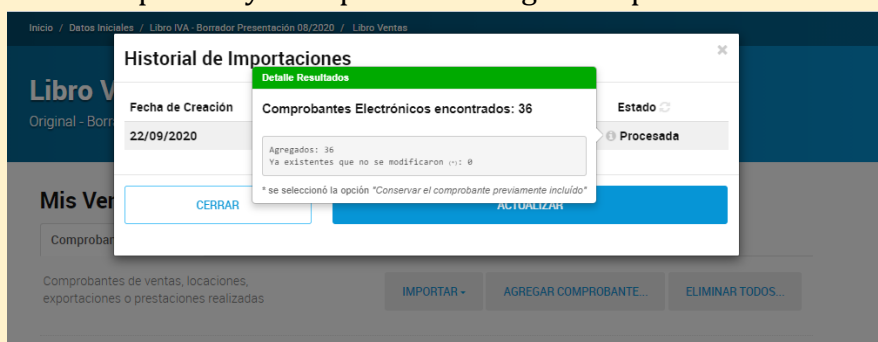 Inicio / Datos Iniciales / Libro IVA - Borrador Presentación 08/2020 / Libro Ventas
Historial de Importaciones
×
Detalle Resultados
Libro V
Fecha de Creación
Comprobantes Electrónicos encontrados: 36
Estado
Original - Borr
22/09/2020
Procesada
Agregados: 36
Ya existentes que no se modificaron (*): 0
* se seleccionó la opción "Conservar el comprobante previamente incluído"
Mis Ver
CERRAR
ACTUALIZAR
Comproban
Comprobantes de ventas, locaciones,
exportaciones o prestaciones realizadas
IMPORTAR
AGREGAR COMPROBANTE...
ELIMINAR TODOS...